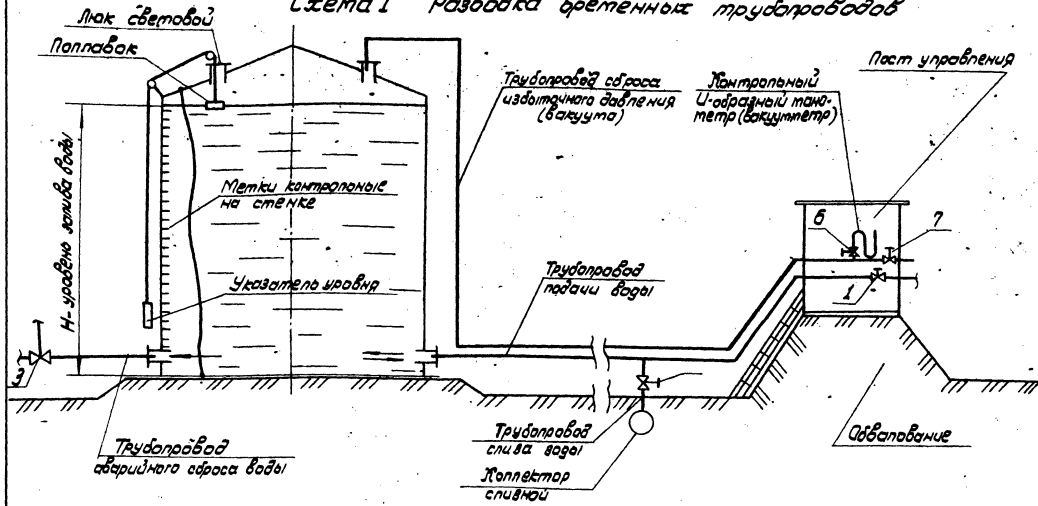 Схема 1 Разводка временных трубопроводов
Люк световой
Поплавок
Трубопровод сброса
избыточного давления
(вакуума)
Контрольный
U-образный мано-
метр (вакуумметр)
Пост управления
H-уровень залива воды
Метки контрольные
на стенке
Указатель уровня
Трубопровод
подачи воды
6
7
1
3
Трубопровод
аварийного сброса воды
Трубопровод
слива воды
Коллектор
сливной
Обвалование